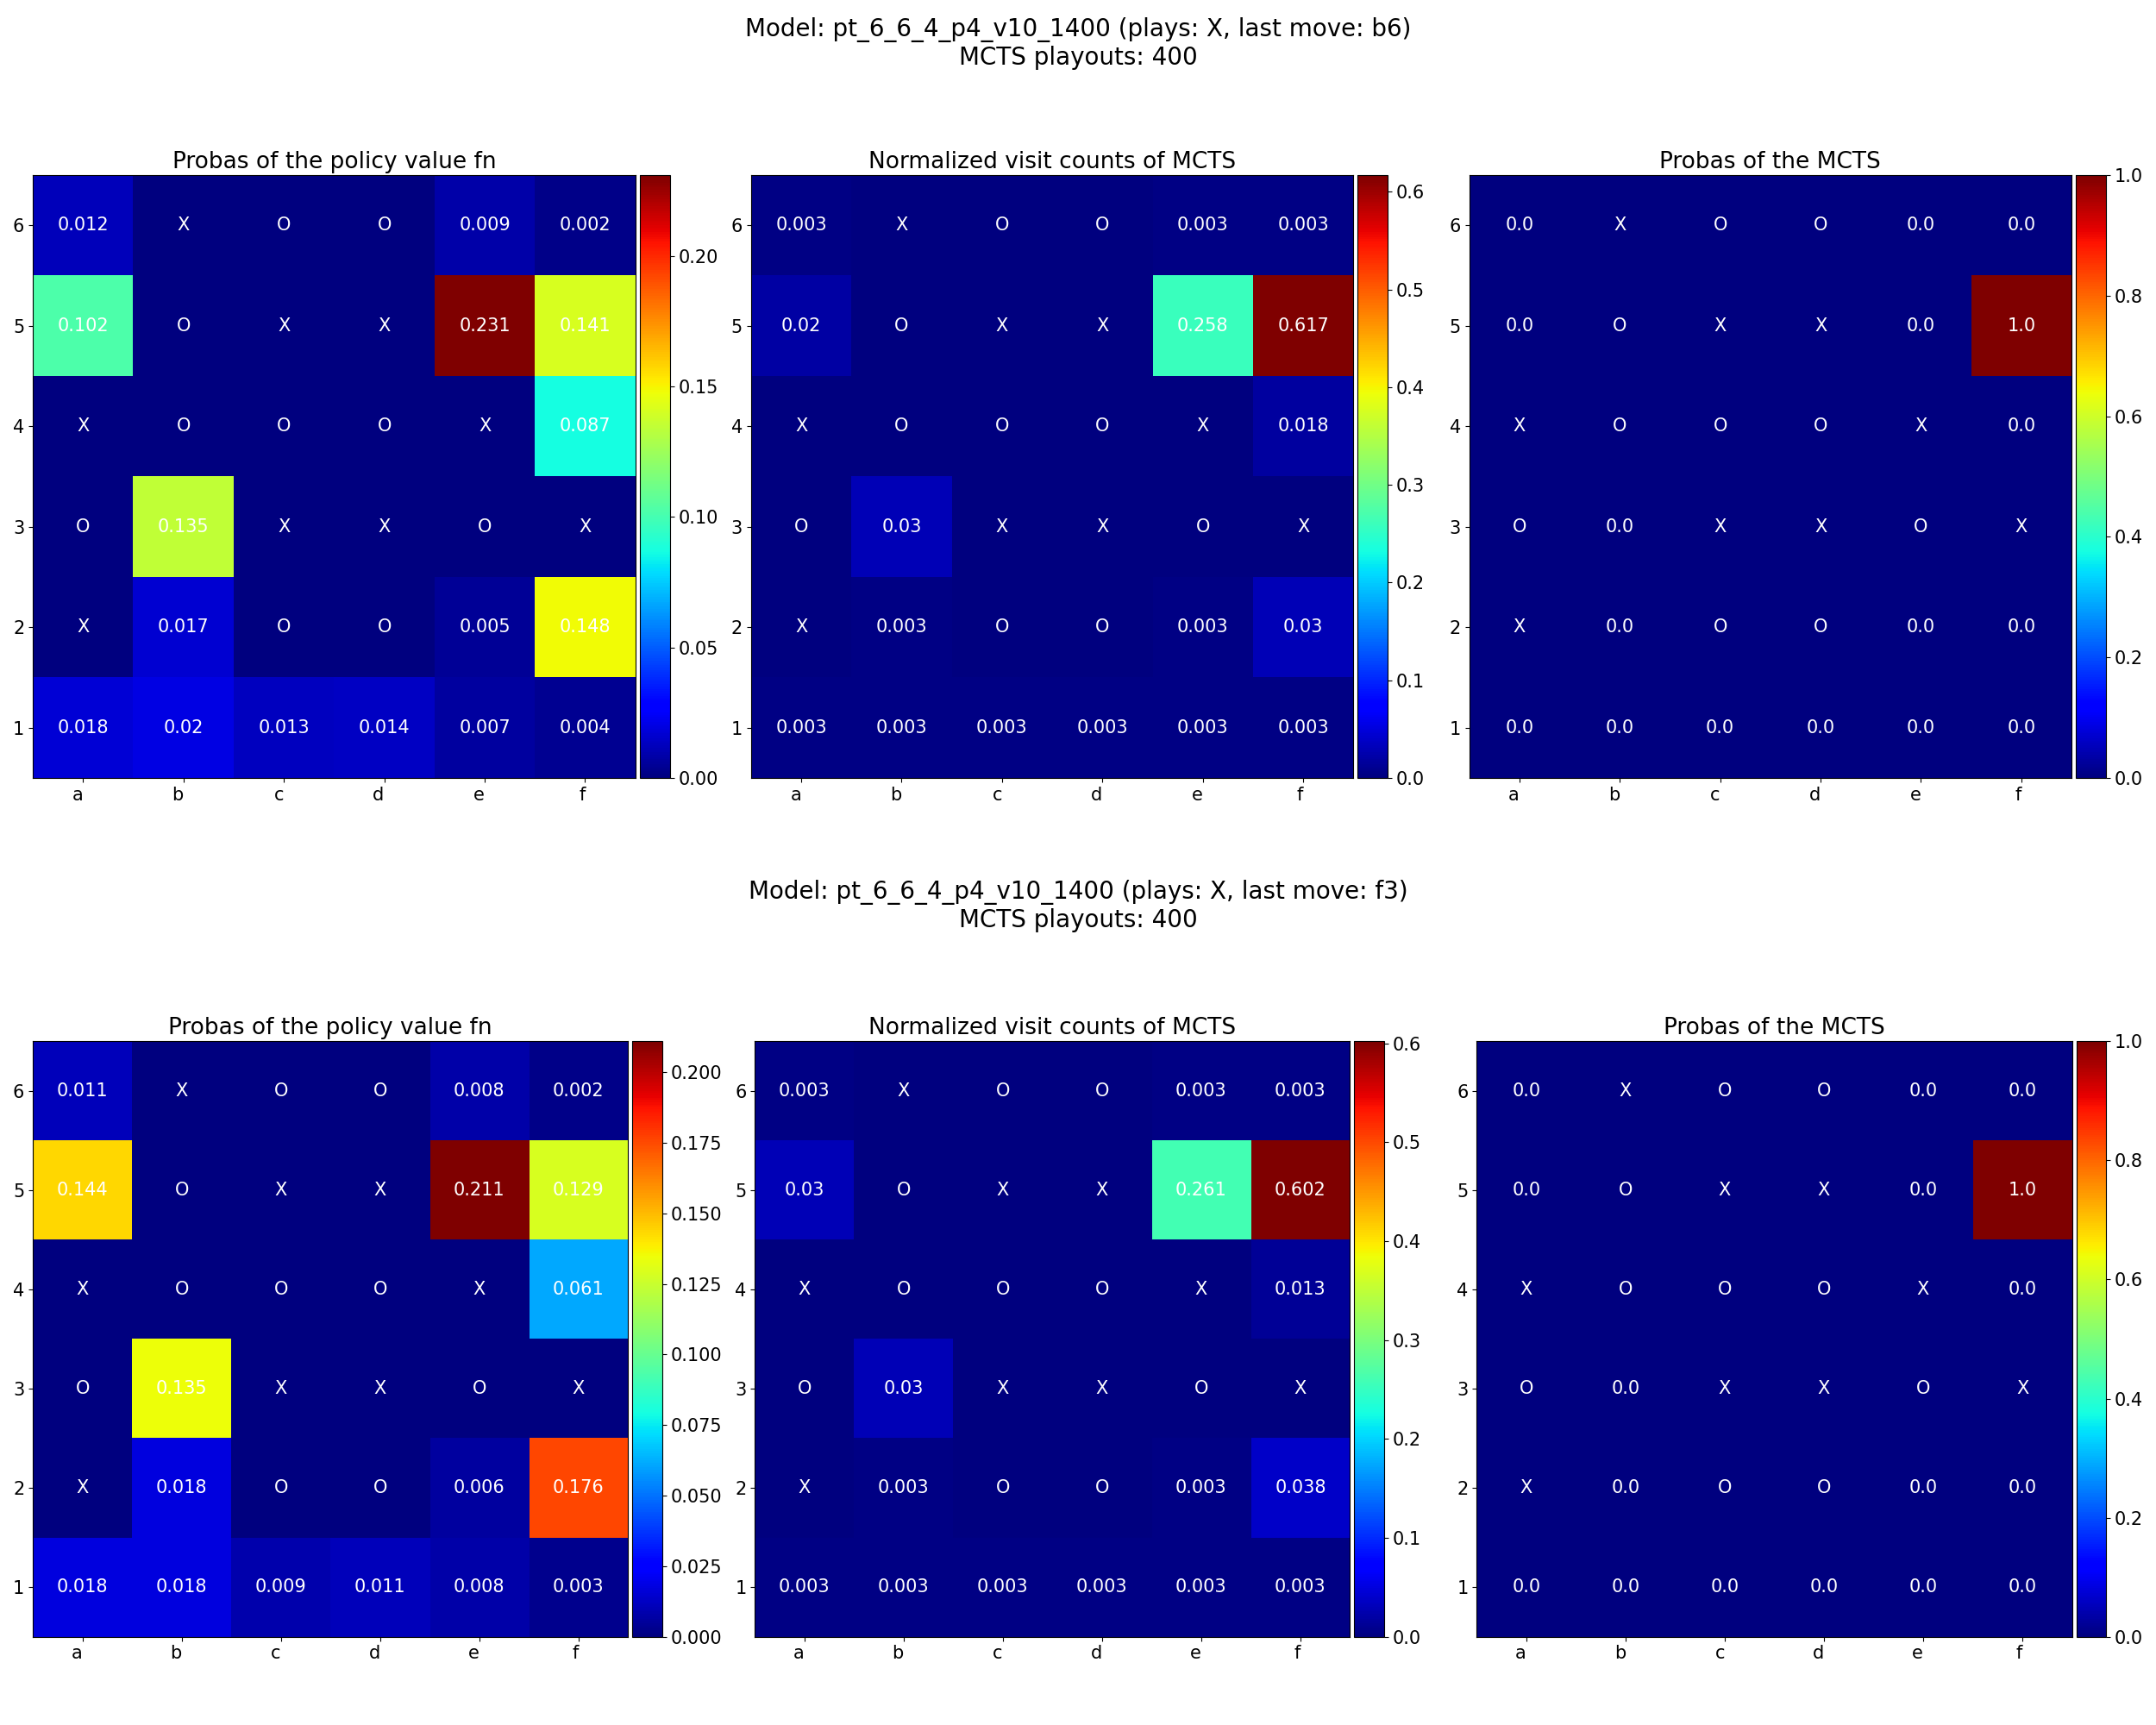 Model: pt_6_6_4_p4_v10_1400 (plays: X, last move: b6)
MCTS playouts: 400
Probas of the policy value fn
6 0.012 X O O 0.009 0.002
5 0.102 O X X 0.231 0.141
4 X O O O X 0.087
3 O 0.135 X X O X
2 X 0.017 O O 0.005 0.148
1 0.018 0.02 0.013 0.014 0.007 0.004
a b c d e f
0.20
0.15
0.10
0.05
0.00
Normalized visit counts of MCTS
6 0.003 X O O 0.003 0.003
5 0.02 O X X 0.258 0.617
4 X O O O X 0.018
3 O 0.03 X X O X
2 X 0.003 O O 0.003 0.03
1 0.003 0.003 0.003 0.003 0.003 0.003
a b c d e f
0.6
0.5
0.4
0.3
0.2
0.1
0.0
Probas of the MCTS
6 0.0 X O O 0.0 0.0
5 0.0 O X X 0.0 1.0
4 X O O O X 0.0
3 O 0.0 X X O X
2 X 0.0 O O 0.0 0.0
1 0.0 0.0 0.0 0.0 0.0 0.0
a b c d e f
1.0
0.8
0.6
0.4
0.2
0.0
Model: pt_6_6_4_p4_v10_1400 (plays: X, last move: f3)
MCTS playouts: 400
Probas of the policy value fn
6 0.011 X O O 0.008 0.002
5 0.144 O X X 0.211 0.129
4 X O O O X 0.061
3 O 0.135 X X O X
2 X 0.018 O O 0.006 0.176
1 0.018 0.018 0.009 0.011 0.008 0.003
a b c d e f
0.200
0.175
0.150
0.125
0.100
0.075
0.050
0.025
0.000
Normalized visit counts of MCTS
6 0.003 X O O 0.003 0.003
5 0.03 O X X 0.261 0.602
4 X O O O X 0.013
3 O 0.03 X X O X
2 X 0.003 O O 0.003 0.038
1 0.003 0.003 0.003 0.003 0.003 0.003
a b c d e f
0.6
0.5
0.4
0.3
0.2
0.1
0.0
Probas of the MCTS
6 0.0 X O O 0.0 0.0
5 0.0 O X X 0.0 1.0
4 X O O O X 0.0
3 O 0.0 X X O X
2 X 0.0 O O 0.0 0.0
1 0.0 0.0 0.0 0.0 0.0 0.0
a b c d e f
1.0
0.8
0.6
0.4
0.2
0.0